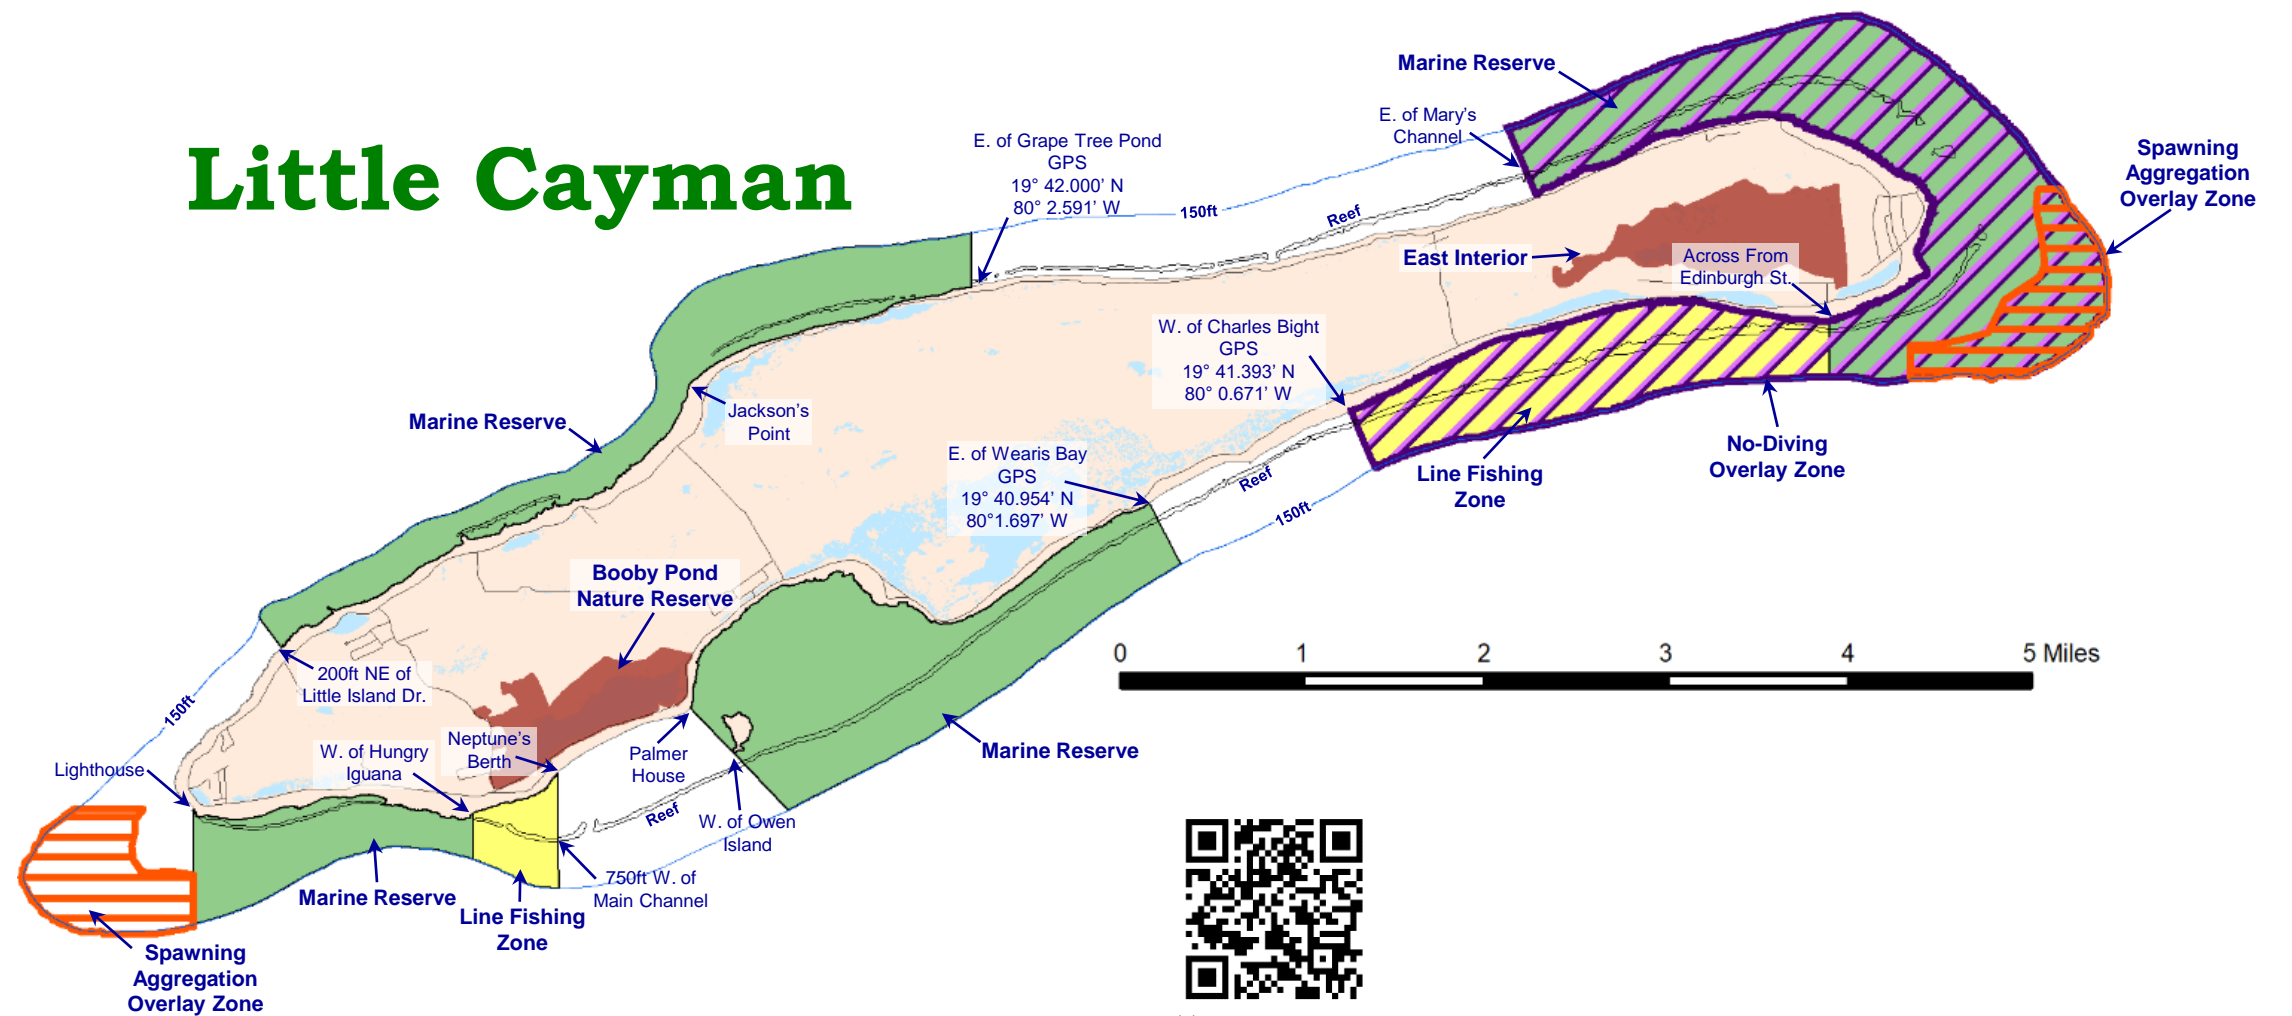 Little Cayman
Marine Reserve
E. of Mary's
Channel
E. of Grape Tree Pond
GPS
19° 42.000' N
80° 2.591' W
150ft
Reef
Spawning
Aggregation
Overlay Zone
East Interior
Across From
Edinburgh St.
W. of Charles Bight
GPS
19° 41.393' N
80° 0.671' W
Jackson's
Point
Marine Reserve
E. of Wearis Bay
GPS
19° 40.954' N
80°1.697' W
Reef
150ft
Line Fishing
Zone
No-Diving
Overlay Zone
Booby Pond
Nature Reserve
200ft NE of
Little Island Dr.
150ft
0 1 2 3 4 5 Miles
Lighthouse
W. of Hungry
Iguana
Neptune's
Berth
Palmer
House
Marine Reserve
Reef
W. of Owen
Island
750ft W. of
Main Channel
Marine Reserve
Line Fishing
Zone
Spawning
Aggregation
Overlay Zone